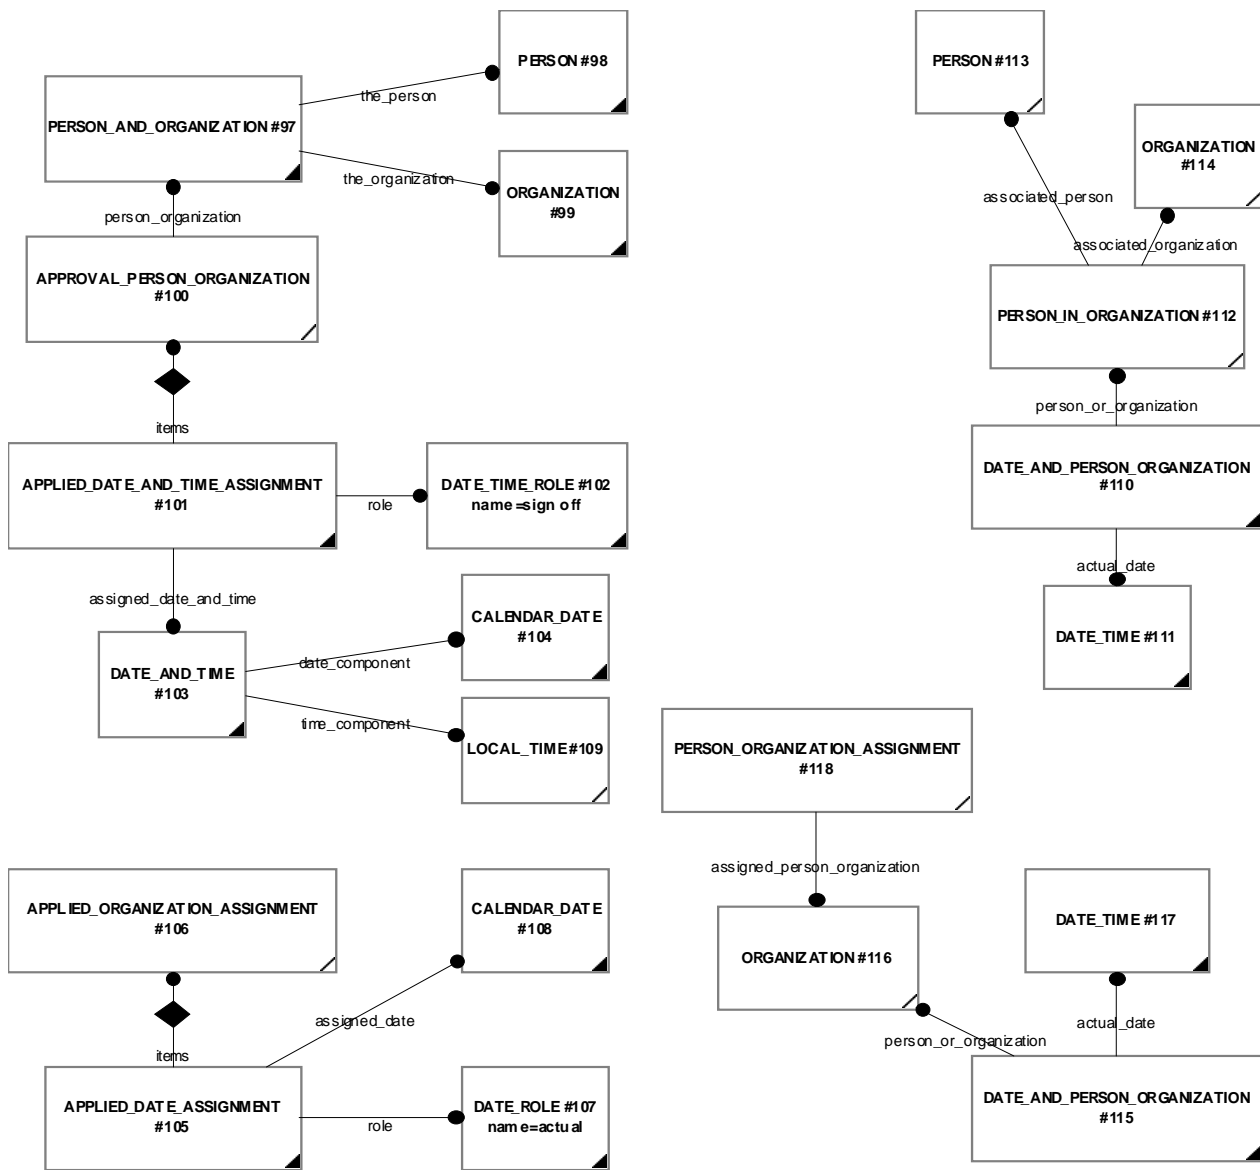 PERSON #98
the_person
PERSON_AND_ORGANIZATION #97
the_organization
ORGANIZATION
#99
person_organization
APPROVAL_PERSON_ORGANIZATION
#100
items
APPLIED_DATE_AND_TIME_ASSIGNMENT
#101
role
DATE_TIME_ROLE #102
name=sign off
assigned_date_and_time
CALENDAR_DATE
#104
DATE_AND_TIME
#103
date_component
time_component
LOCAL_TIME #109
APPLIED_ORGANIZATION_ASSIGNMENT
#106
CALENDAR_DATE
#108
assigned_date
items
APPLIED_DATE_ASSIGNMENT
#105
role
DATE_ROLE #107
name=actual
PERSON #113
ORGANIZATION
#114
associated_person
associated_organization
PERSON_IN_ORGANIZATION #112
person_or_organization
DATE_AND_PERSON_ORGANIZATION
#110
actual_date
DATE_TIME #111
PERSON_ORGANIZATION_ASSIGNMENT
#118
assigned_person_organization
ORGANIZATION #116
DATE_TIME #117
person_or_organization
actual_date
DATE_AND_PERSON_ORGANIZATION
#115